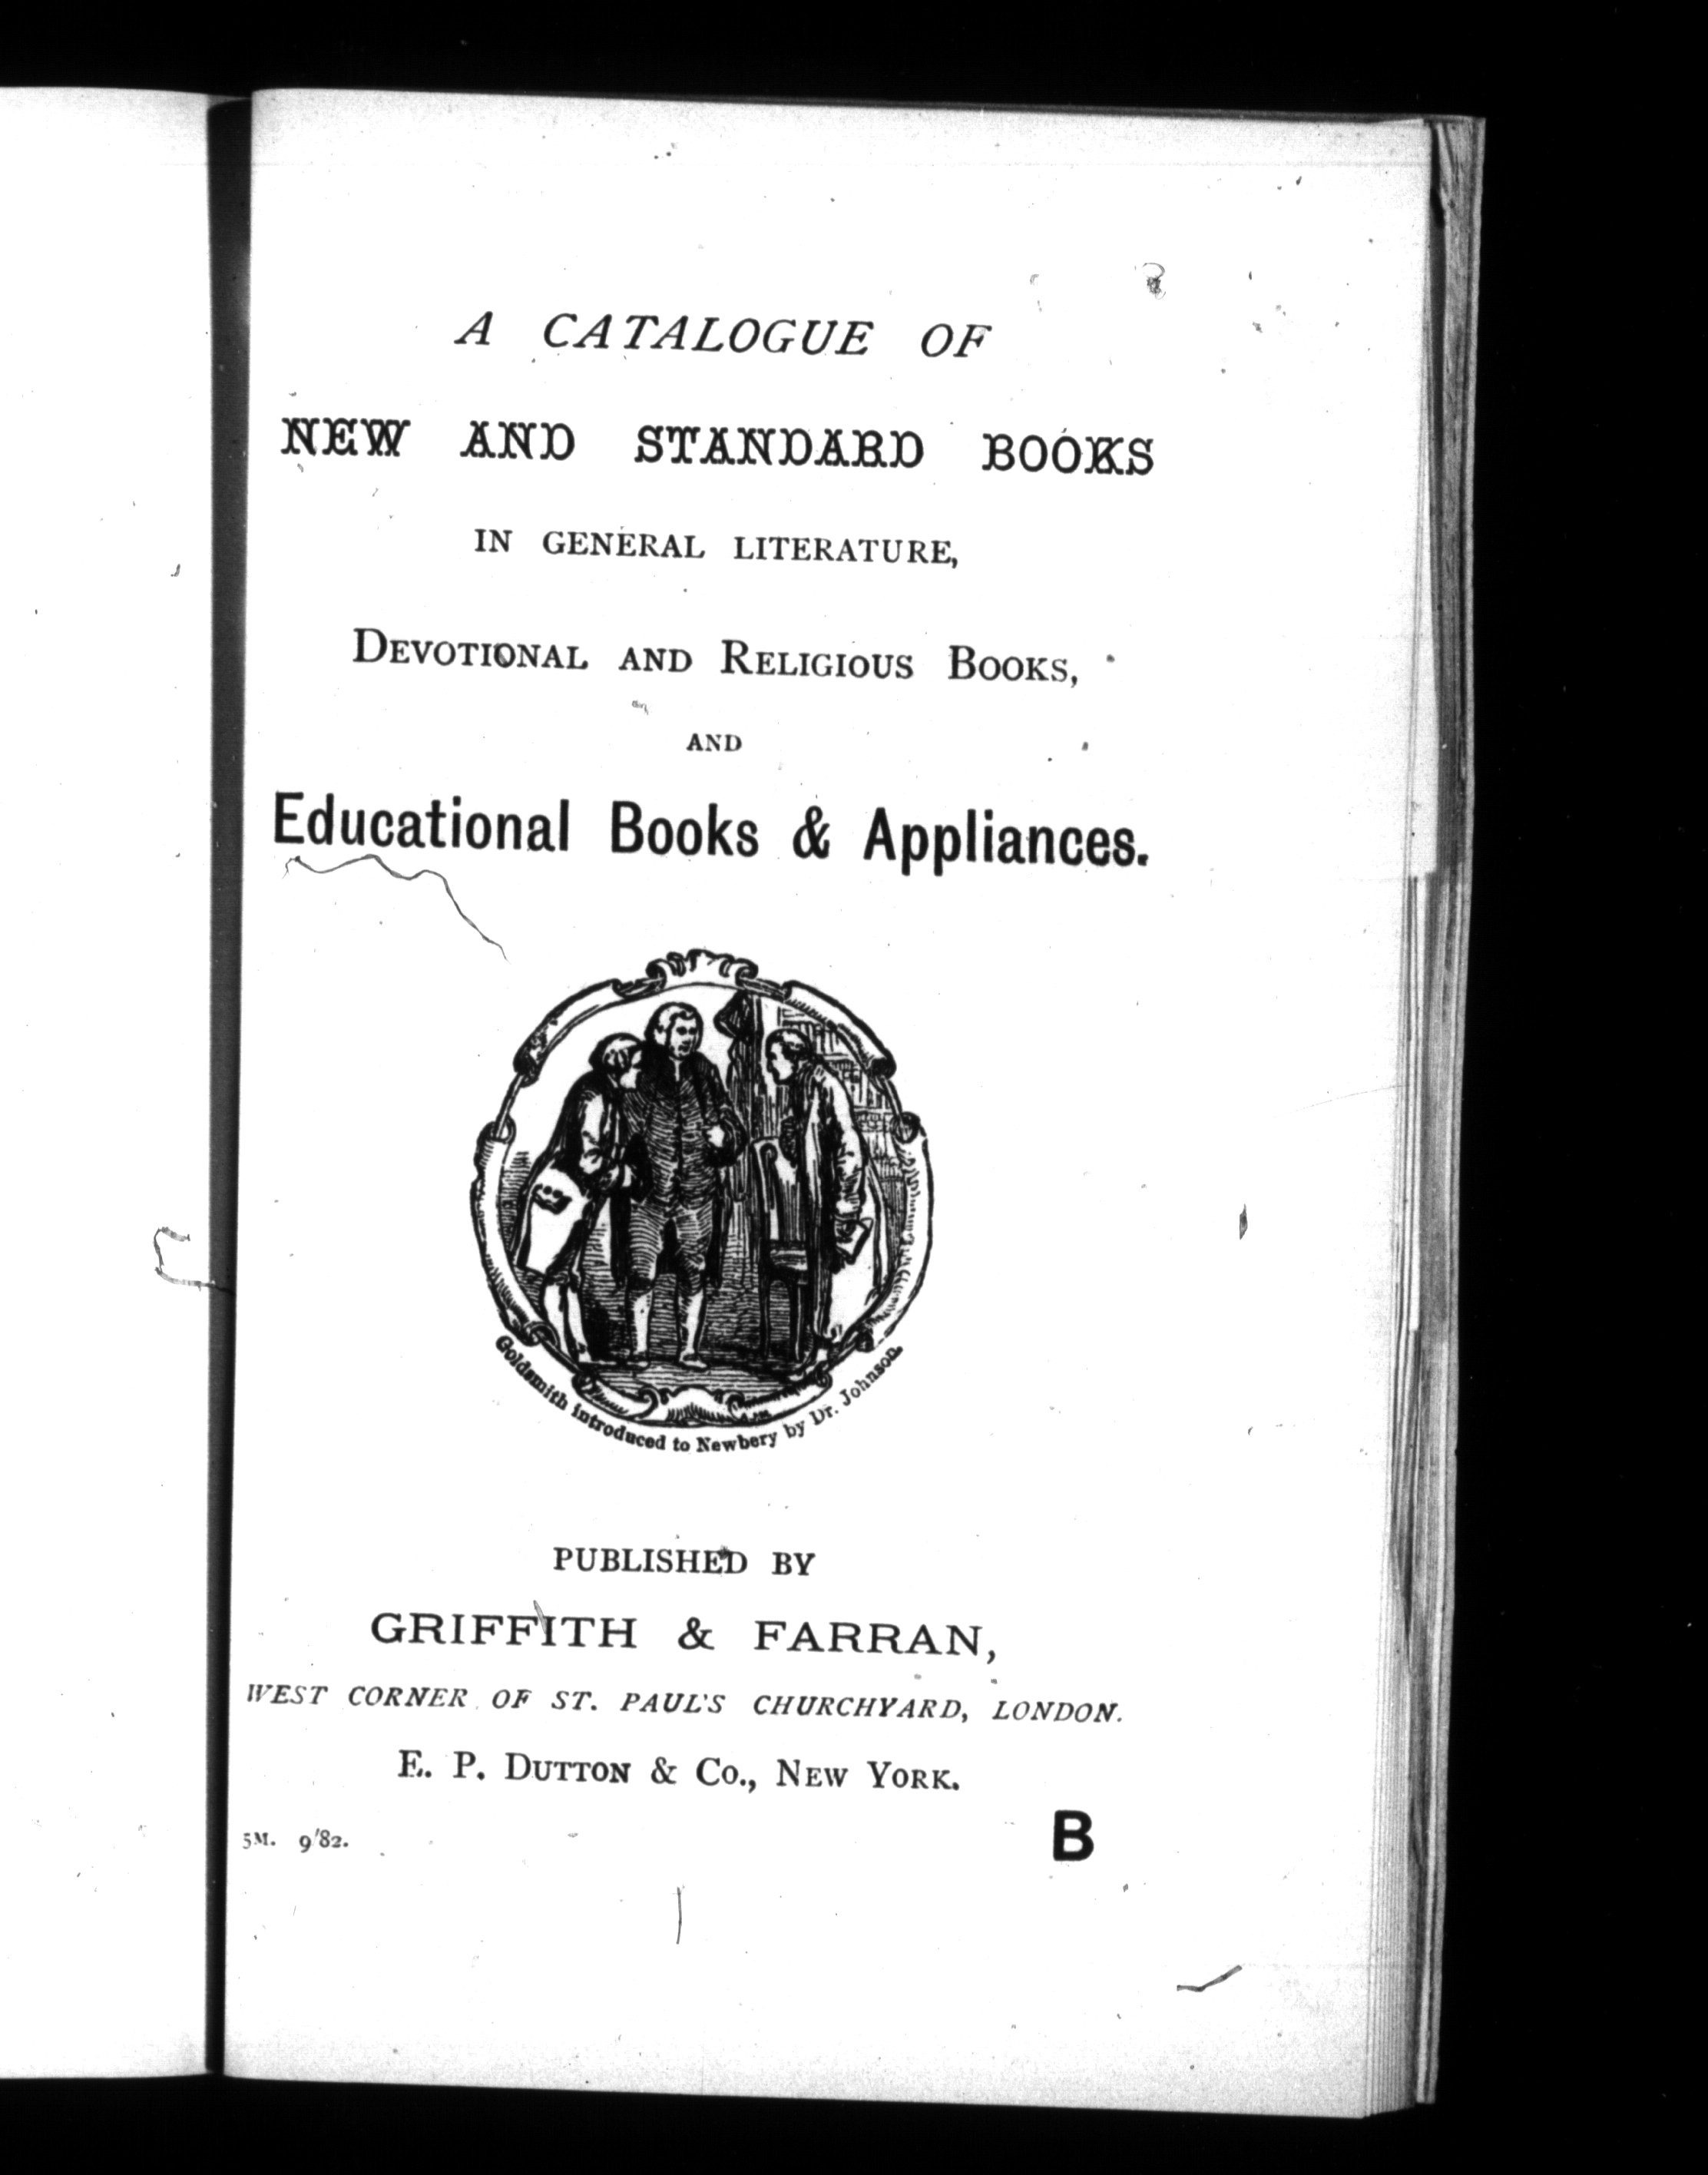 A CATALOGUE OF
NEW AND STANDARD BOOKS
IN GENERAL LITERATURE,
DEVOTIONAL AND RELIGIOUS BOOKS,
AND
Educational Books & Appliances.
Goldsmith introduced to Newbery by Dr. Johnson.
PUBLISHED BY
GRIFFITH & FARRAN,
WEST CORNER OF ST. PAUL'S CHURCHYARD, LONDON.
E. P. DUTTON & CO., NEW YORK.
5M. 9'82.
B